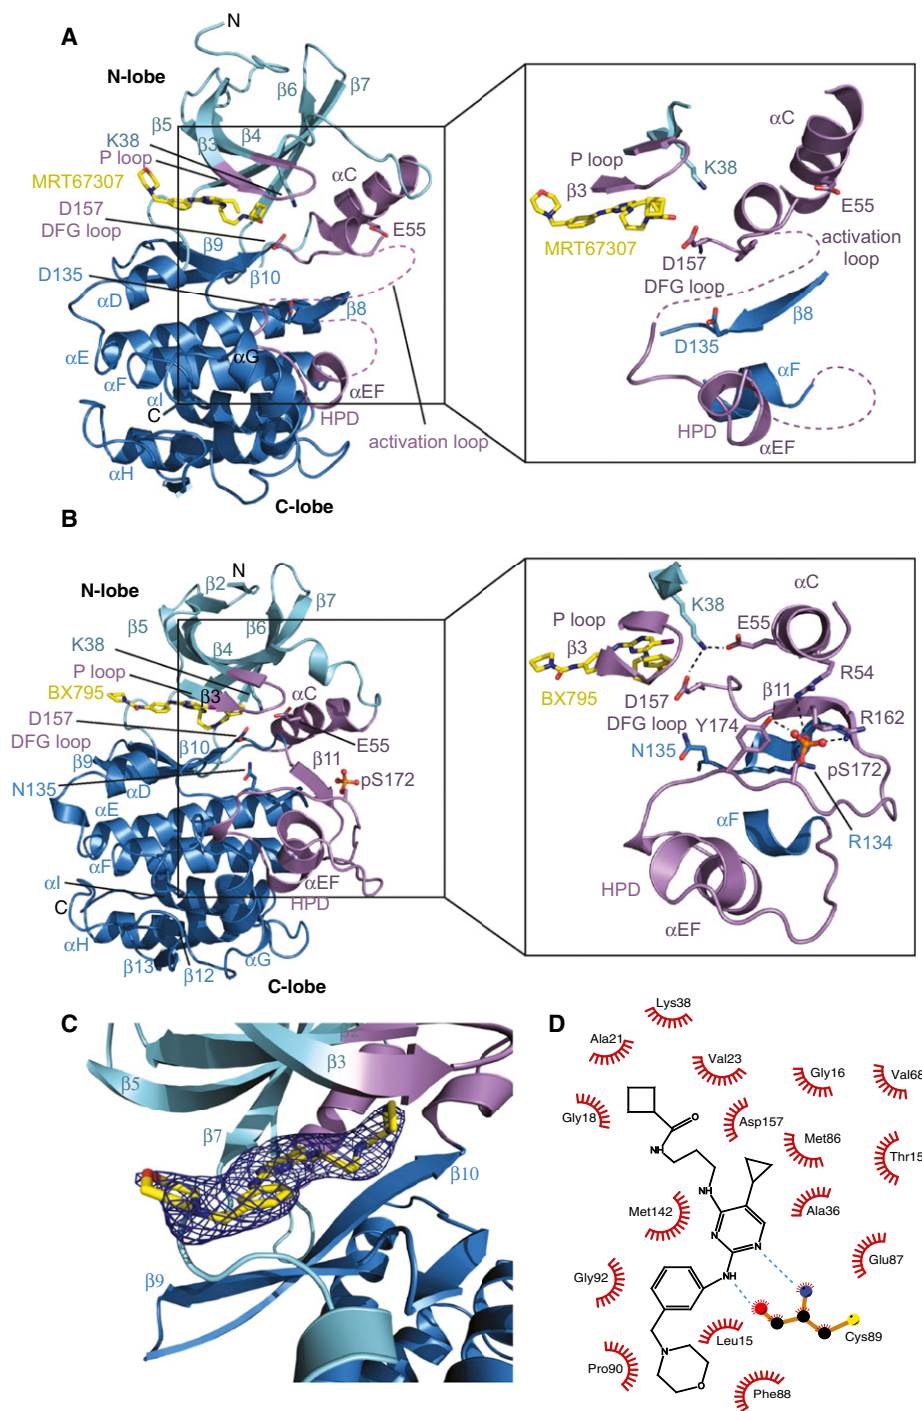 A
N
N-lobe
β6
β7
β5
β4
K38
β3
P loop
αC
MRT67307
D157
DFG loop
E55
β9
D135
β10
αD
β8
αE
αG
αF
αI
αEF
C
HPD
activation loop
αH
C-lobe
αC
P loop
K38
β3
E55
MRT67307
activation
loop
D157
DFG loop
β8
D135
αF
HPD
αEF
B
N
β2
N-lobe
β7
β5
β6
K38
β4
P loop
αC
BX795
β3
D157
DFG loop
β10
E55
β9
β11
N135
αD
pS172
αE
αF
αI
αEF
C
HPD
αH
β13
β12
αG
C-lobe
αC
K38
P loop
E55
β3
BX795
R54
D157
β11
DFG loop
Y174
R162
N135
pS172
αF
R134
HPD
αEF
C
β3
β5
β7
β10
β9
D
Lys38
Ala21
Val23
Gly16
Val68
Gly18
Asp157
O
Met86
NH
Thr15
NH
Met142
Ala36
N
N
Glu87
Gly92
NH
Leu15
Cys89
N
Pro90
O
Phe88